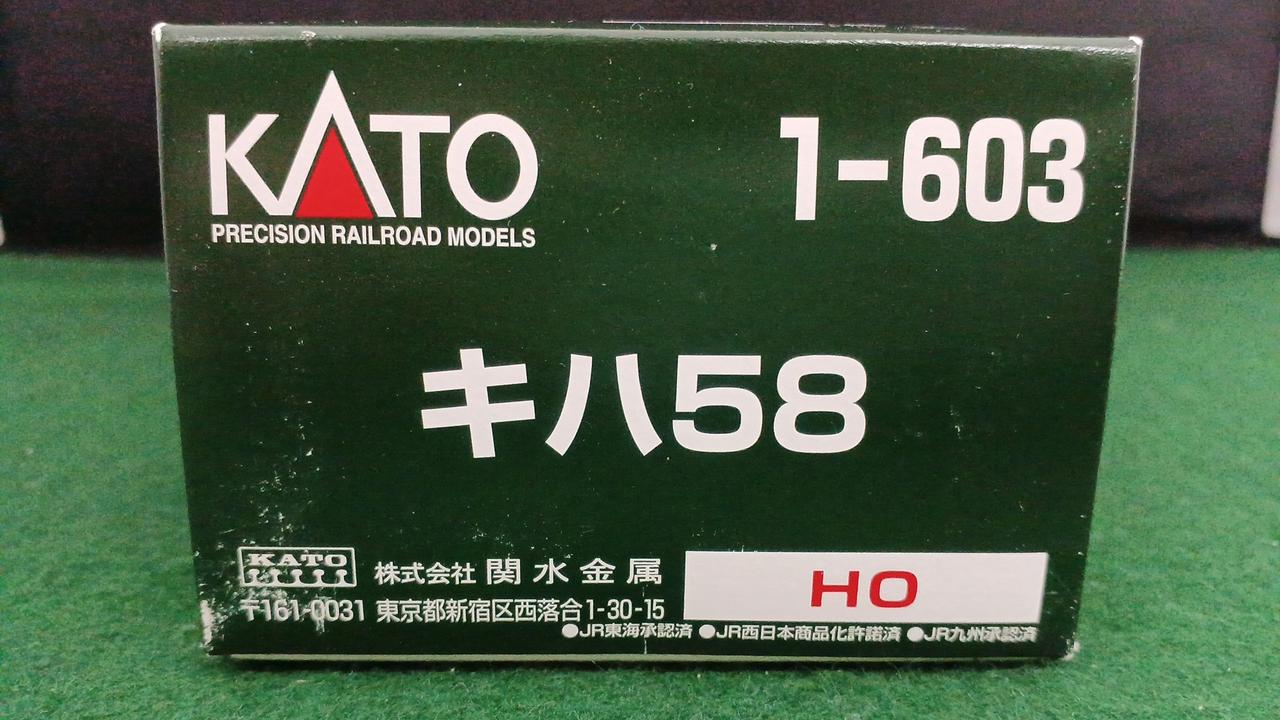 KATO 1-603
PRECISION RAILROAD MODELS
キハ58
KATO 株式会社 関水金属 HO
〒161-0031 東京都新宿区西落合1-30-15
●JR東海承認済 ●JR西日本商品化許諾済 ●JR九州承認済